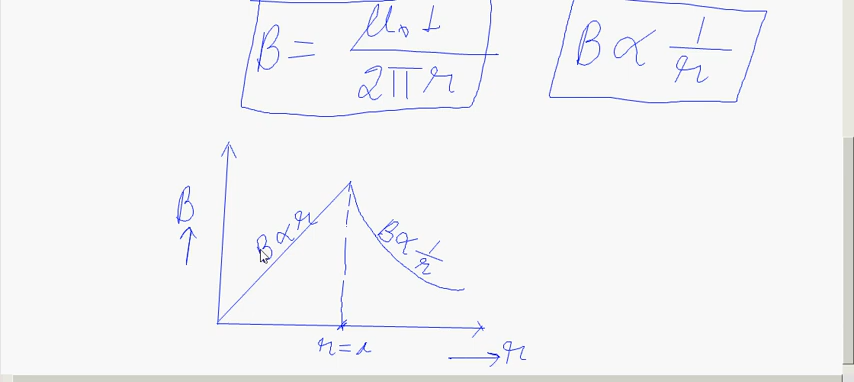 B = μ₀ I / 2πr
B ∝ 1/r
B ↑
B ∝ r
B ∝ 1/r
r = a
→ r